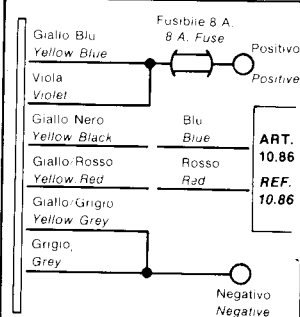 Fusibile 8 A.
8 A. Fuse
Giallo Blu
Yellow Blue
Positivo
Positive
Viola
Violet
Giallo Nero
Yellow Black
Blu
Blue
Giallo/Rosso
Yellow Red
Rosso
Red
ART.
10.86
REF.
10.86
Giallo/Grigio
Yellow Grey
Grigio
Grey
Negativo
Negative